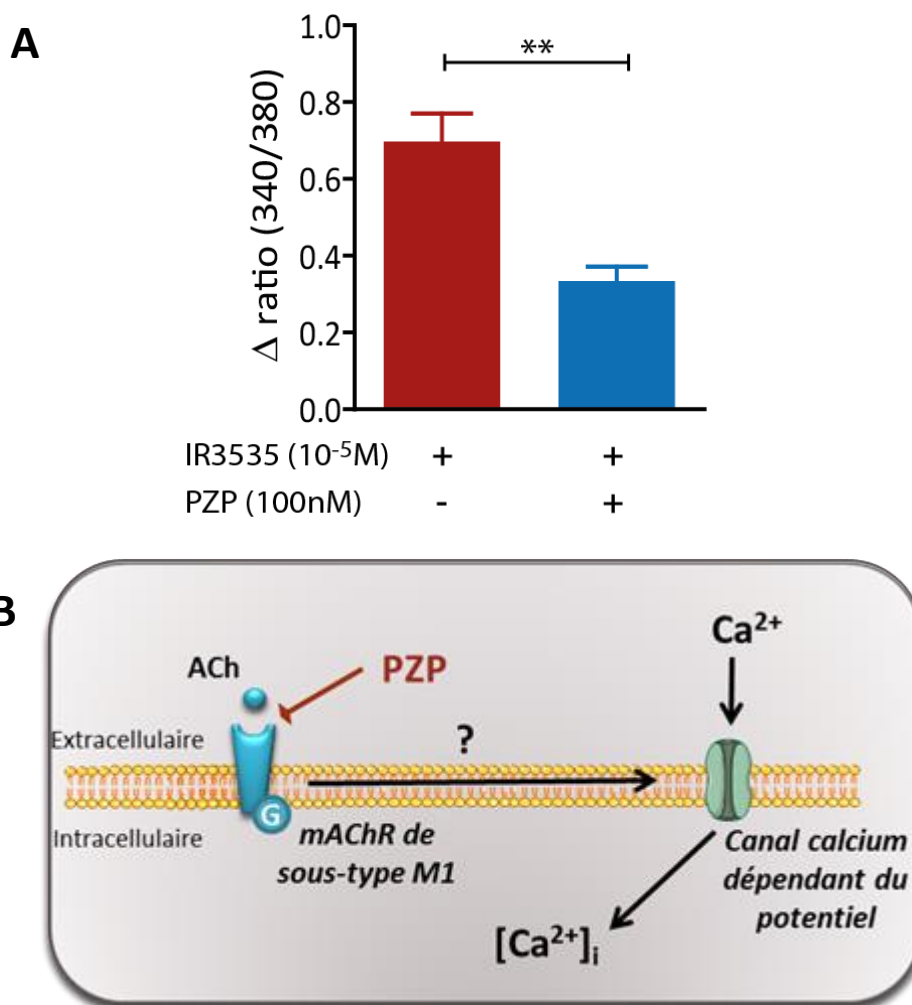 A
1.0
**
0.8
0.6
0.4
0.2
0.0
Δ ratio (340/380)
IR3535 (10⁻⁵M) + +
PZP (100nM) - +
B
Ca²⁺
ACh
PZP
Extracellulaire
?
G
Intracellulaire
mAChR de
sous-type M1
Canal calcium
dépendant du
potentiel
[Ca²⁺]ᵢ